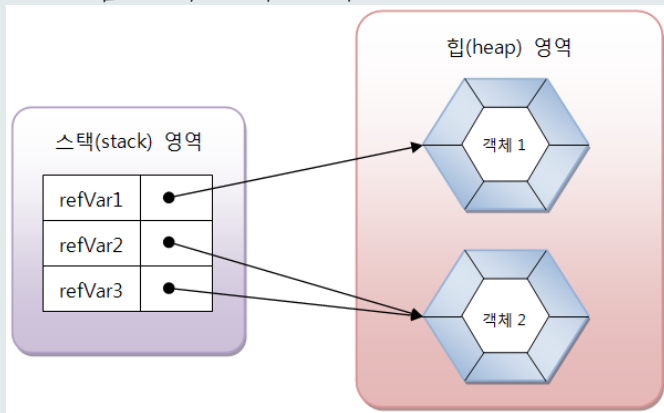 힙(heap) 영역
스택(stack) 영역
객체 1
refVar1
refVar2
refVar3
객체 2